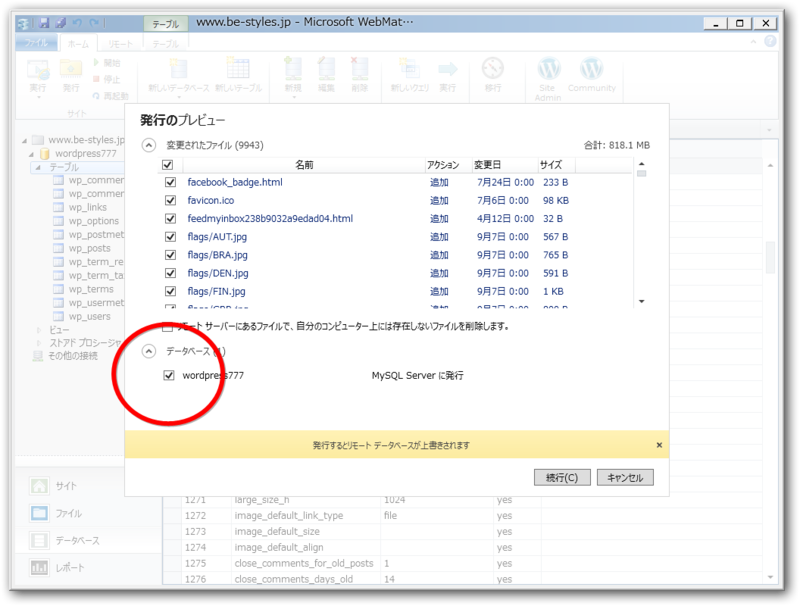 www.be-styles.jp - Microsoft WebMat…
テーブル
ファイル ホーム リモート テーブル
実行 発行 開始 停止 再起動 新しいデータベース 新しいテーブル 新規 編集 削除 新しいクエリ 実行 移行 Site Admin Community
サイト
www.be-styles.jp
wordpress777
テーブル
wp_commen
wp_commen
wp_links
wp_options
wp_postmet
wp_posts
wp_term_re
wp_term_ta
wp_terms
wp_usermet
wp_users
ビュー
ストアド プロシージャ
その他の接続
発行のプレビュー
変更されたファイル (9943) 合計: 818.1 MB
名前 アクション 変更日 サイズ
facebook_badge.html 追加 7月24日 0:00 233 B
favicon.ico 追加 7月6日 0:00 98 KB
feedmyinbox238b9032a9edad04.html 追加 4月12日 0:00 32 B
flags/AUT.jpg 追加 9月7日 0:00 567 B
flags/BRA.jpg 追加 9月7日 0:00 765 B
flags/DEN.jpg 追加 9月7日 0:00 591 B
flags/FIN.jpg 追加 9月7日 0:00 1 KB
リモート サーバーにあるファイルで、自分のコンピューター上には存在しないファイルを削除します。
データベース (1)
wordpress777 MySQL Server に発行
発行するとリモート データベースが上書きされます
続行(C) キャンセル
サイト
ファイル
データベース
レポート
1271 large_size_h 1024 yes
1272 image_default_link_type file yes
1273 image_default_size yes
1274 image_default_align yes
1275 close_comments_for_old_posts 1 yes
1276 close_comments_days_old 14 yes